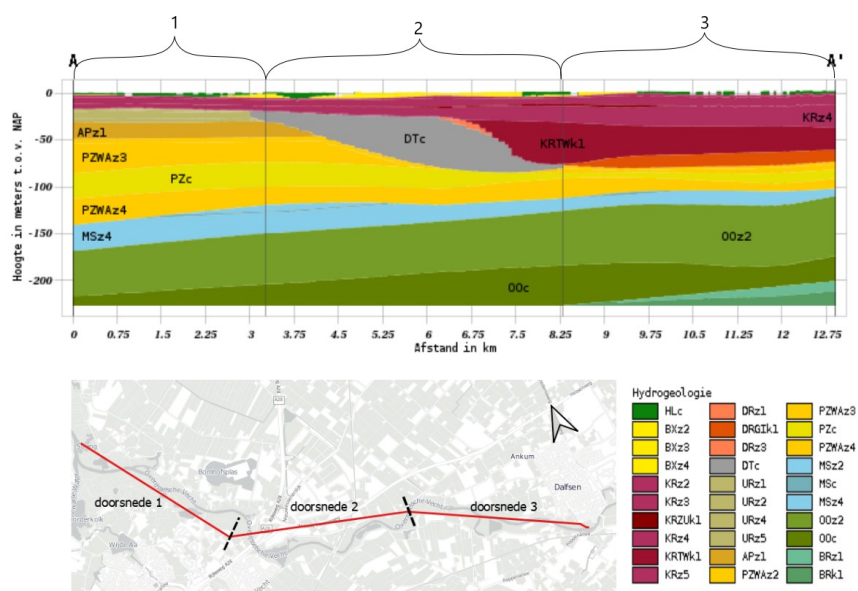 1
2
3
A
A'
Hoogte in meters t.o.v. NAP
0
-50
-100
-150
-200
APz1
PZWAz3
PZc
PZWAz4
MSz4
DTc
KRTWk1
KRz4
OOz2
OOc
0 0.75 1.5 2.25 3 3.75 4.5 5.25 6 6.75 7.5 8.25 9 9.75 10.5 11.25 12 12.75
Afstand in km
doorsnede 1
doorsnede 2
doorsnede 3
Ankum
Dalfsen
Hydrogeologie
HLc
BXz2
BXz3
BXz4
KRz2
KRz3
KRZUk1
KRz4
KRTWk1
KRz5
DRz1
DRGIk1
DRz3
DTc
URz1
URz2
URz4
URz5
APz1
PZWAz2
PZWAz3
PZc
PZWAz4
MSz2
MSc
MSz4
OOz2
OOc
BRz1
BRk1